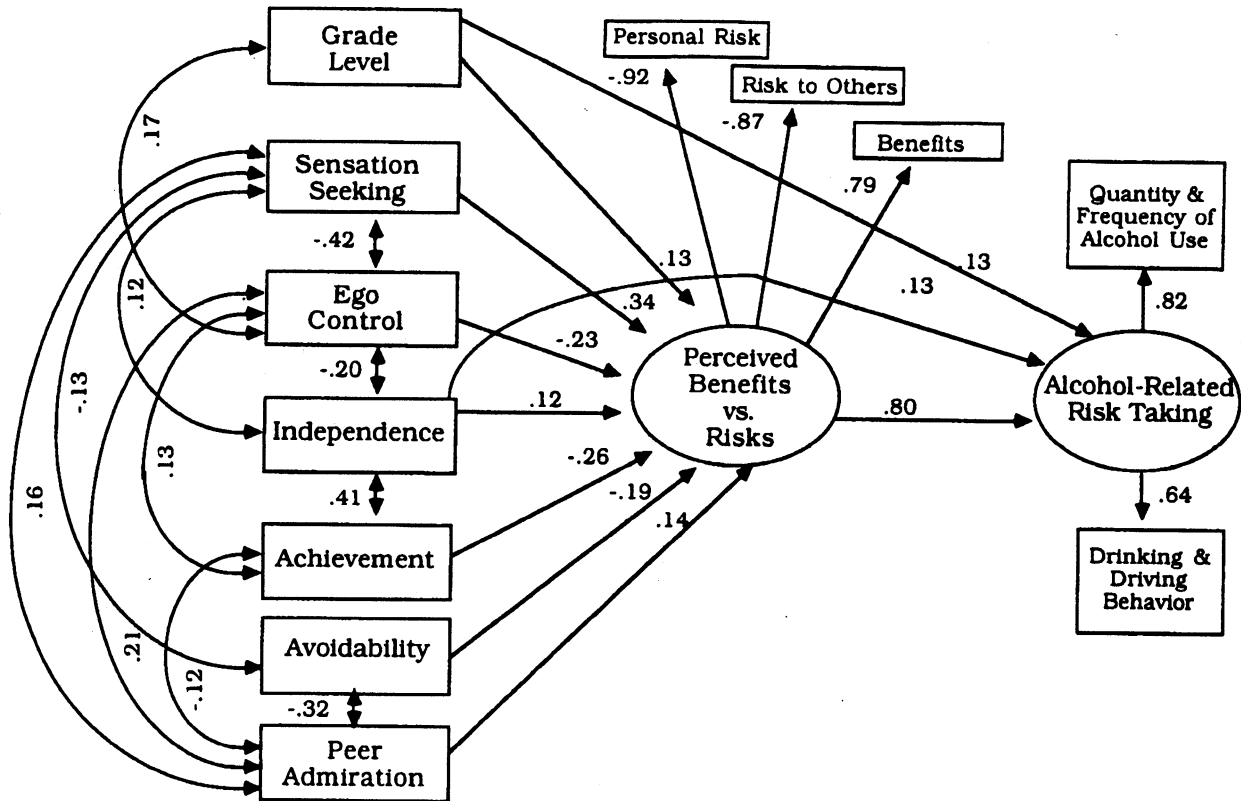 Grade
Level
Personal Risk
-.92
Risk to Others
-.87
Benefits
.79
.17
Sensation
Seeking
Quantity &
Frequency of
Alcohol Use
-.42
.13
.13
.13
.82
.12
Ego
Control
.34
-.23
-.20
Perceived
Benefits
vs.
Risks
Alcohol-Related
Risk Taking
-.13
Independence
.12
.80
.13
.41
-.26
-.19
.64
.16
Achievement
.14
Drinking &
Driving
Behavior
.21
Avoidability
-.12
-.32
Peer
Admiration